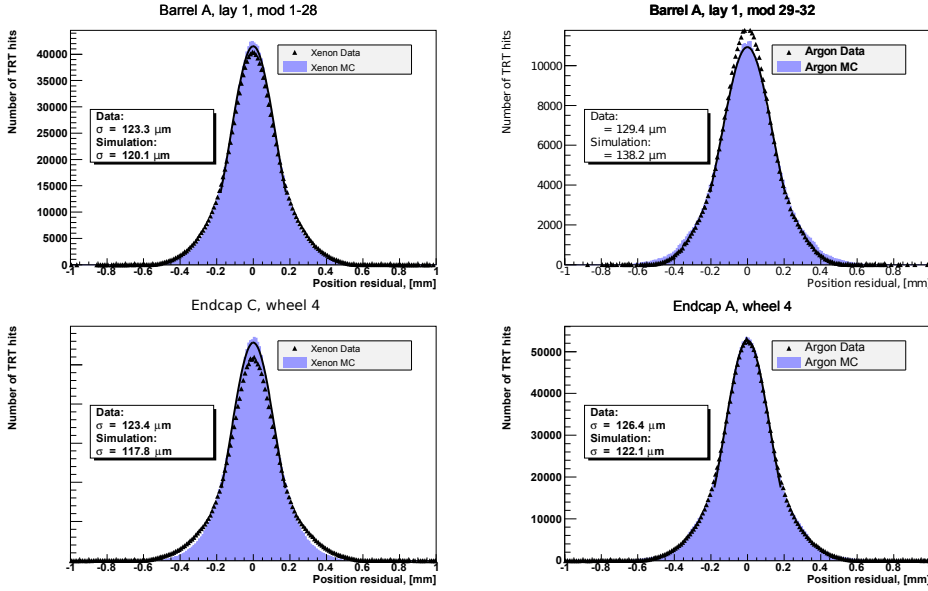 Barrel A, lay 1, mod 1-28
Number of TRT hits
40000
35000
30000
25000
20000
15000
10000
5000
0
Xenon Data
Xenon MC
Data:
σ = 123.3 μm
Simulation:
σ = 120.1 μm
-1 -0.8 -0.6 -0.4 -0.2 0 0.2 0.4 0.6 0.8 1
Position residual, [mm]
Barrel A, lay 1, mod 29-32
Number of TRT hits
10000
8000
6000
4000
2000
0
Argon Data
Argon MC
Data:
= 129.4 μm
Simulation:
= 138.2 μm
-1 -0.8 -0.6 -0.4 -0.2 0 0.2 0.4 0.6 0.8
Position residual, [mm]
Endcap C, wheel 4
Number of TRT hits
Xenon Data
Xenon MC
Data:
σ = 123.4 μm
Simulation:
σ = 117.8 μm
-1 -0.8 -0.6 -0.4 -0.2 0 0.2 0.4 0.6 0.8 1
Position residual, [mm]
Endcap A, wheel 4
Number of TRT hits
50000
40000
30000
20000
10000
0
Argon Data
Argon MC
Data:
σ = 126.4 μm
Simulation:
σ = 122.1 μm
-1 -0.8 -0.6 -0.4 -0.2 0 0.2 0.4 0.6 0.8
Position residual, [mm]